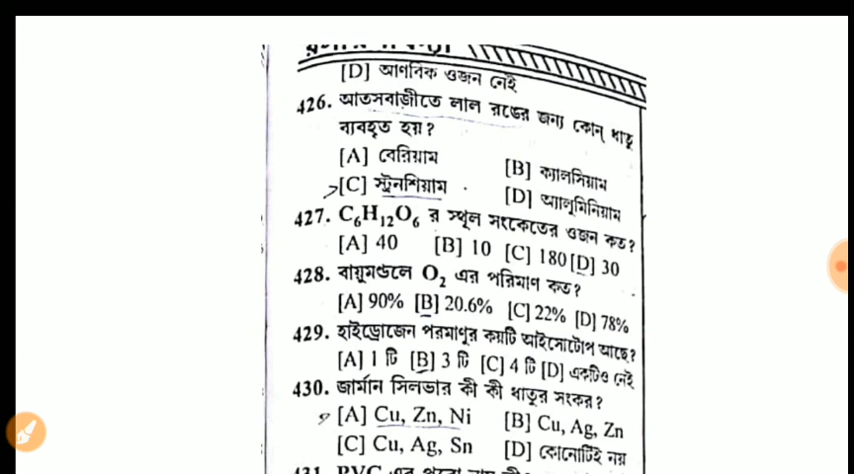 [D] আণবিক ওজন নেই
426. আতসবাজীতে লাল রঙের জন্য কোন্ ধাতু
ব্যবহৃত হয়?
[A] বেরিয়াম [B] ক্যালসিয়াম
[C] স্ট্রনশিয়াম [D] অ্যালুমিনিয়াম
427. C₆H₁₂O₆ র স্থূল সংকেতের ওজন কত?
[A] 40 [B] 10 [C] 180 [D] 30
428. বায়ুমণ্ডলে O₂ এর পরিমাণ কত?
[A] 90% [B] 20.6% [C] 22% [D] 78%
429. হাইড্রোজেন পরমাণুর কয়টি আইসোটোপ আছে?
[A] 1 টি [B] 3 টি [C] 4 টি [D] একটিও নেই
430. জার্মান সিলভার কী কী ধাতুর সংকর?
[A] Cu, Zn, Ni [B] Cu, Ag, Zn
[C] Cu, Ag, Sn [D] কোনোটিই নয়
431. PVC